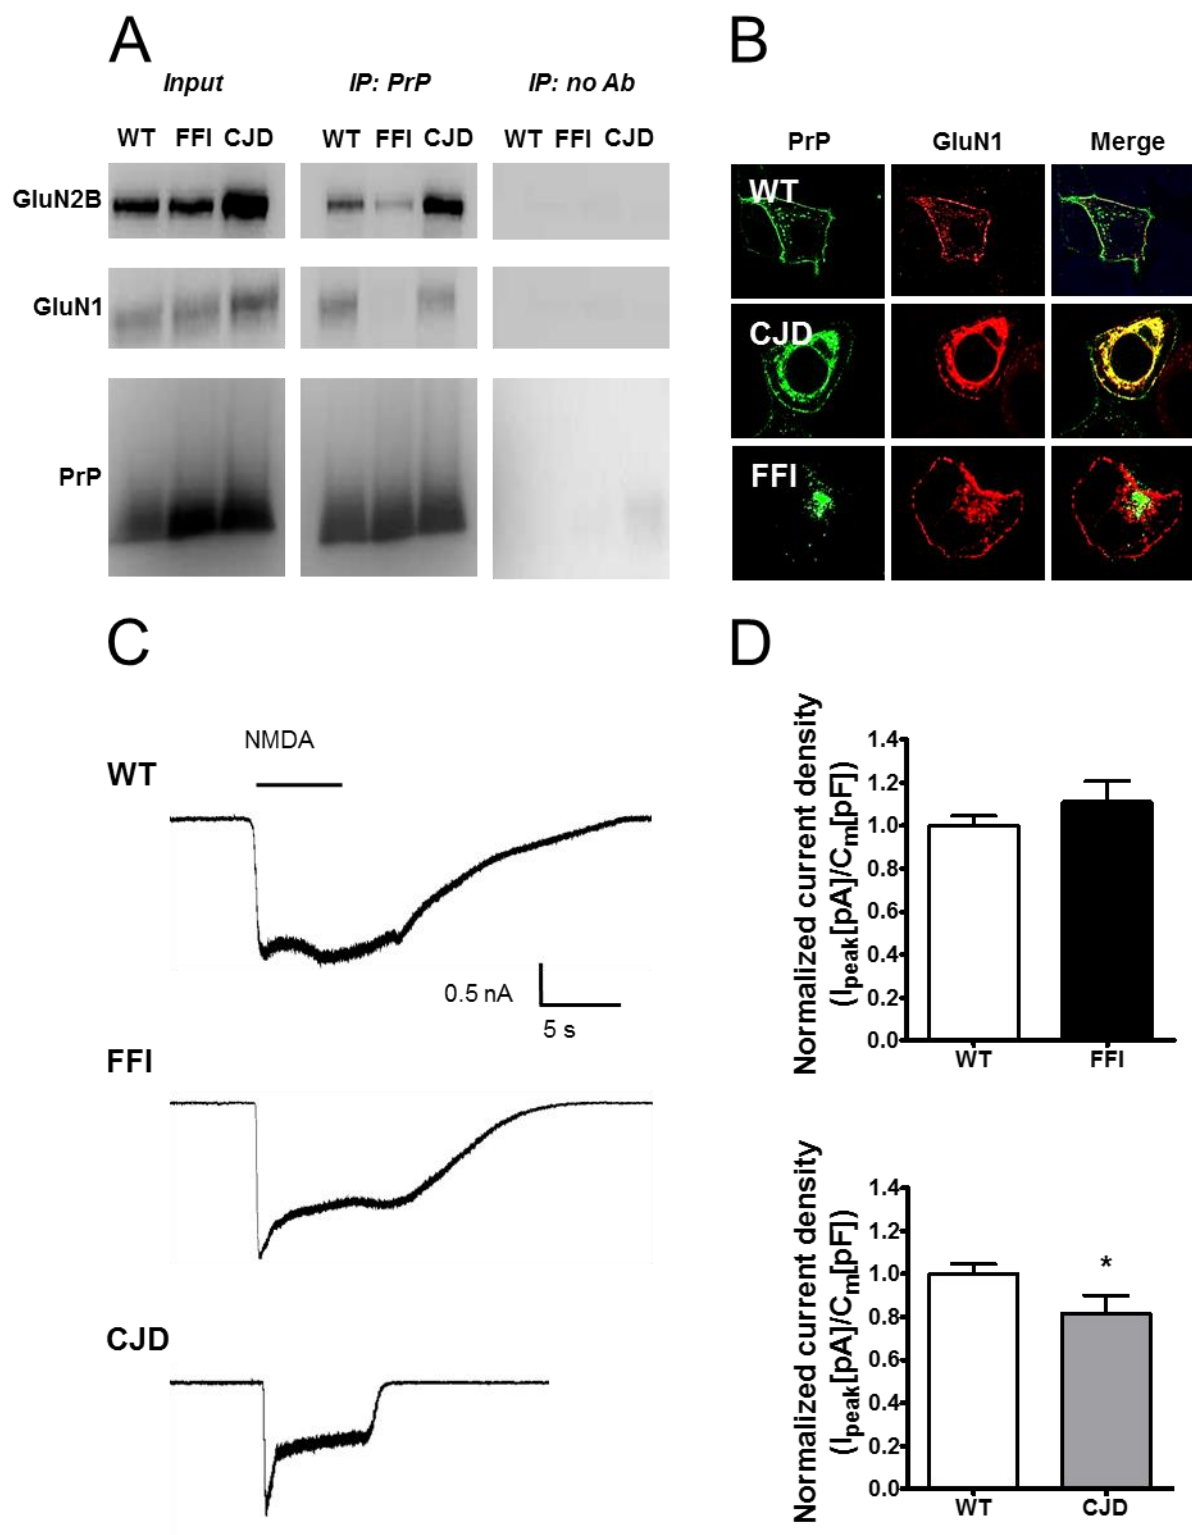 A
Input
IP: PrP
IP: no Ab
WT FFI CJD
WT FFI CJD
WT FFI CJD
GluN2B
GluN1
PrP
B
PrP
GluN1
Merge
WT
CJD
FFI
C
NMDA
WT
0.5 nA
5 s
FFI
CJD
D
Normalized current density
(Ipeak[pA]/Cm[pF])
1.4
1.2
1.0
0.8
0.6
0.4
0.2
0.0
WT
FFI
Normalized current density
(Ipeak[pA]/Cm[pF])
1.4
1.2
1.0
0.8
0.6
0.4
0.2
0.0
*
WT
CJD